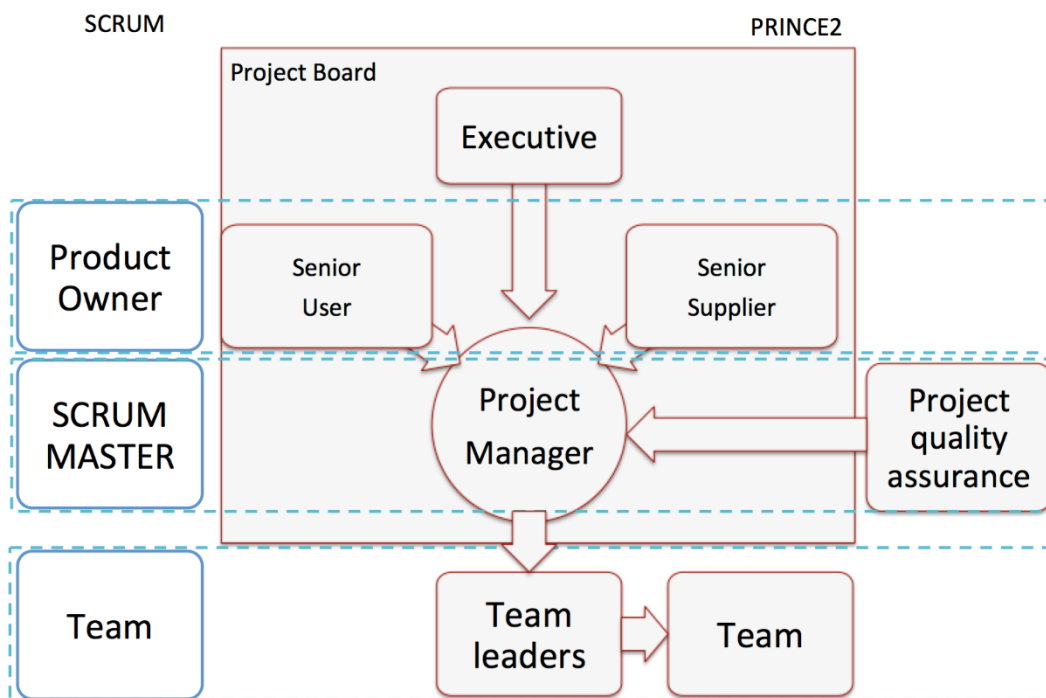 SCRUM
PRINCE2
Project Board
Executive
Product
Owner
Senior
User
Senior
Supplier
SCRUM
MASTER
Project
Manager
Project
quality
assurance
Team
Team
leaders
Team